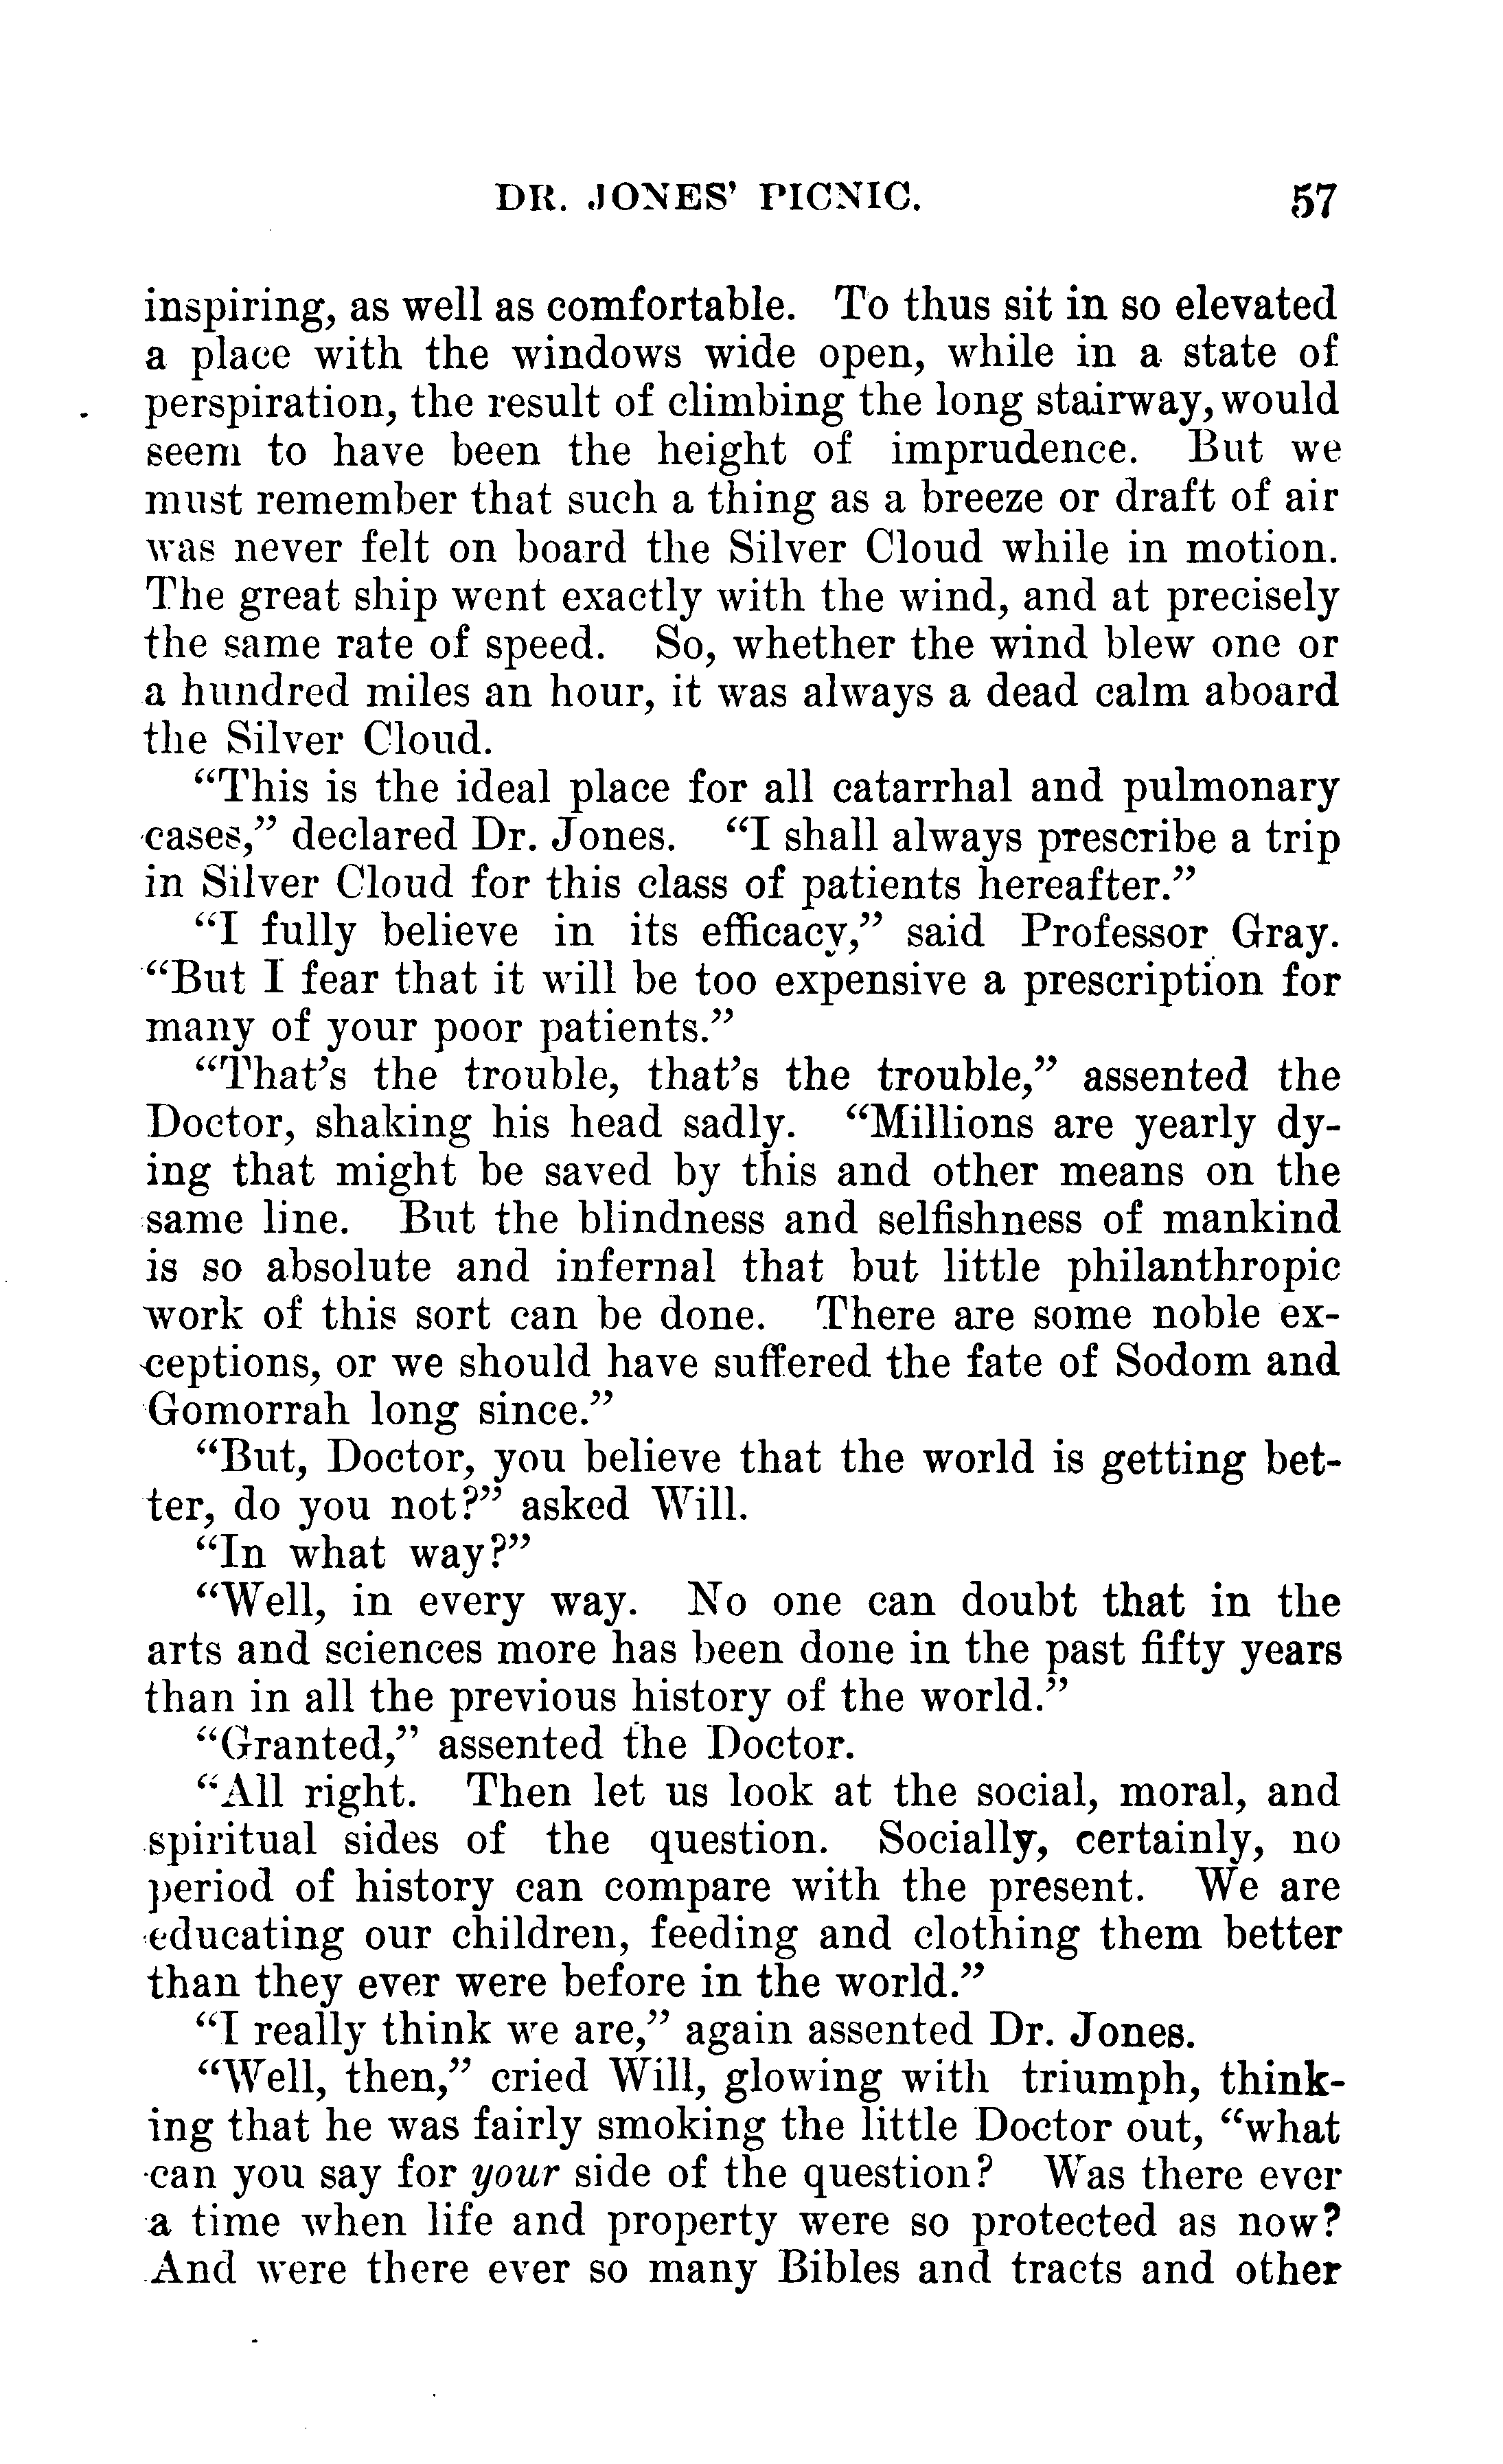 DR. JONES' PICNIC. 57
inspiring, as well as comfortable. To thus sit in so elevated
a place with the windows wide open, while in a state of
perspiration, the result of climbing the long stairway, would
seem to have been the height of imprudence. But we
must remember that such a thing as a breeze or draft of air
was never felt on board the Silver Cloud while in motion.
The great ship went exactly with the wind, and at precisely
the same rate of speed. So, whether the wind blew one or
a hundred miles an hour, it was always a dead calm aboard
the Silver Cloud.
“This is the ideal place for all catarrhal and pulmonary
cases,” declared Dr. Jones. “I shall always prescribe a trip
in Silver Cloud for this class of patients hereafter.”
“I fully believe in its efficacy,” said Professor Gray.
“But I fear that it will be too expensive a prescription for
many of your poor patients.”
“That’s the trouble, that’s the trouble,” assented the
Doctor, shaking his head sadly. “Millions are yearly dy-
ing that might be saved by this and other means on the
same line. But the blindness and selfishness of mankind
is so absolute and infernal that but little philanthropic
work of this sort can be done. There are some noble ex-
ceptions, or we should have suffered the fate of Sodom and
Gomorrah long since.”
“But, Doctor, you believe that the world is getting bet-
ter, do you not?” asked Will.
“In what way?”
“Well, in every way. No one can doubt that in the
arts and sciences more has been done in the past fifty years
than in all the previous history of the world.”
“Granted,” assented the Doctor.
“All right. Then let us look at the social, moral, and
spiritual sides of the question. Socially, certainly, no
period of history can compare with the present. We are
educating our children, feeding and clothing them better
than they ever were before in the world.”
“I really think we are,” again assented Dr. Jones.
“Well, then,” cried Will, glowing with triumph, think-
ing that he was fairly smoking the little Doctor out, “what
can you say for your side of the question? Was there ever
a time when life and property were so protected as now?
And were there ever so many Bibles and tracts and other